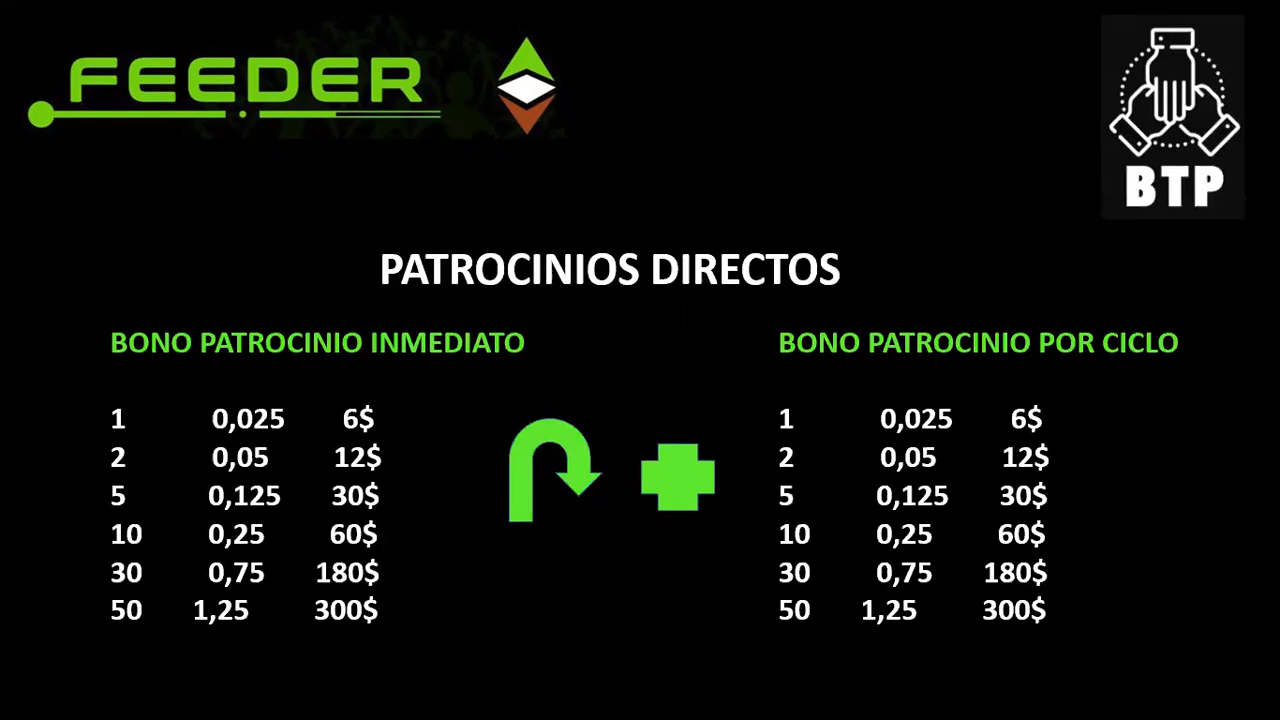 FEEDER
BTP
PATROCINIOS DIRECTOS
BONO PATROCINIO INMEDIATO
1 0,025 6$
2 0,05 12$
5 0,125 30$
10 0,25 60$
30 0,75 180$
50 1,25 300$
BONO PATROCINIO POR CICLO
1 0,025 6$
2 0,05 12$
5 0,125 30$
10 0,25 60$
30 0,75 180$
50 1,25 300$